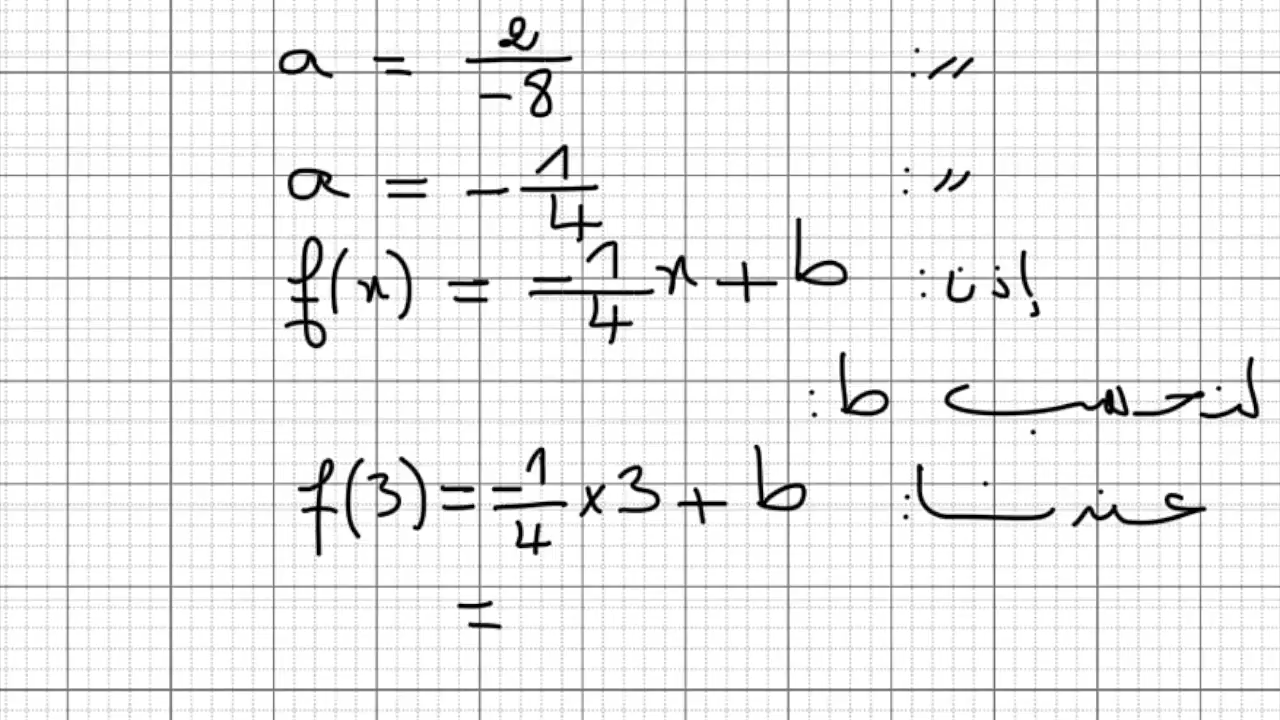 a = 2/-8 :〃
a = -1/4 :〃
f(x) = -1/4 x + b :إذن
لنحسب b :
عندنا: f(3) = -1/4 × 3 + b
=